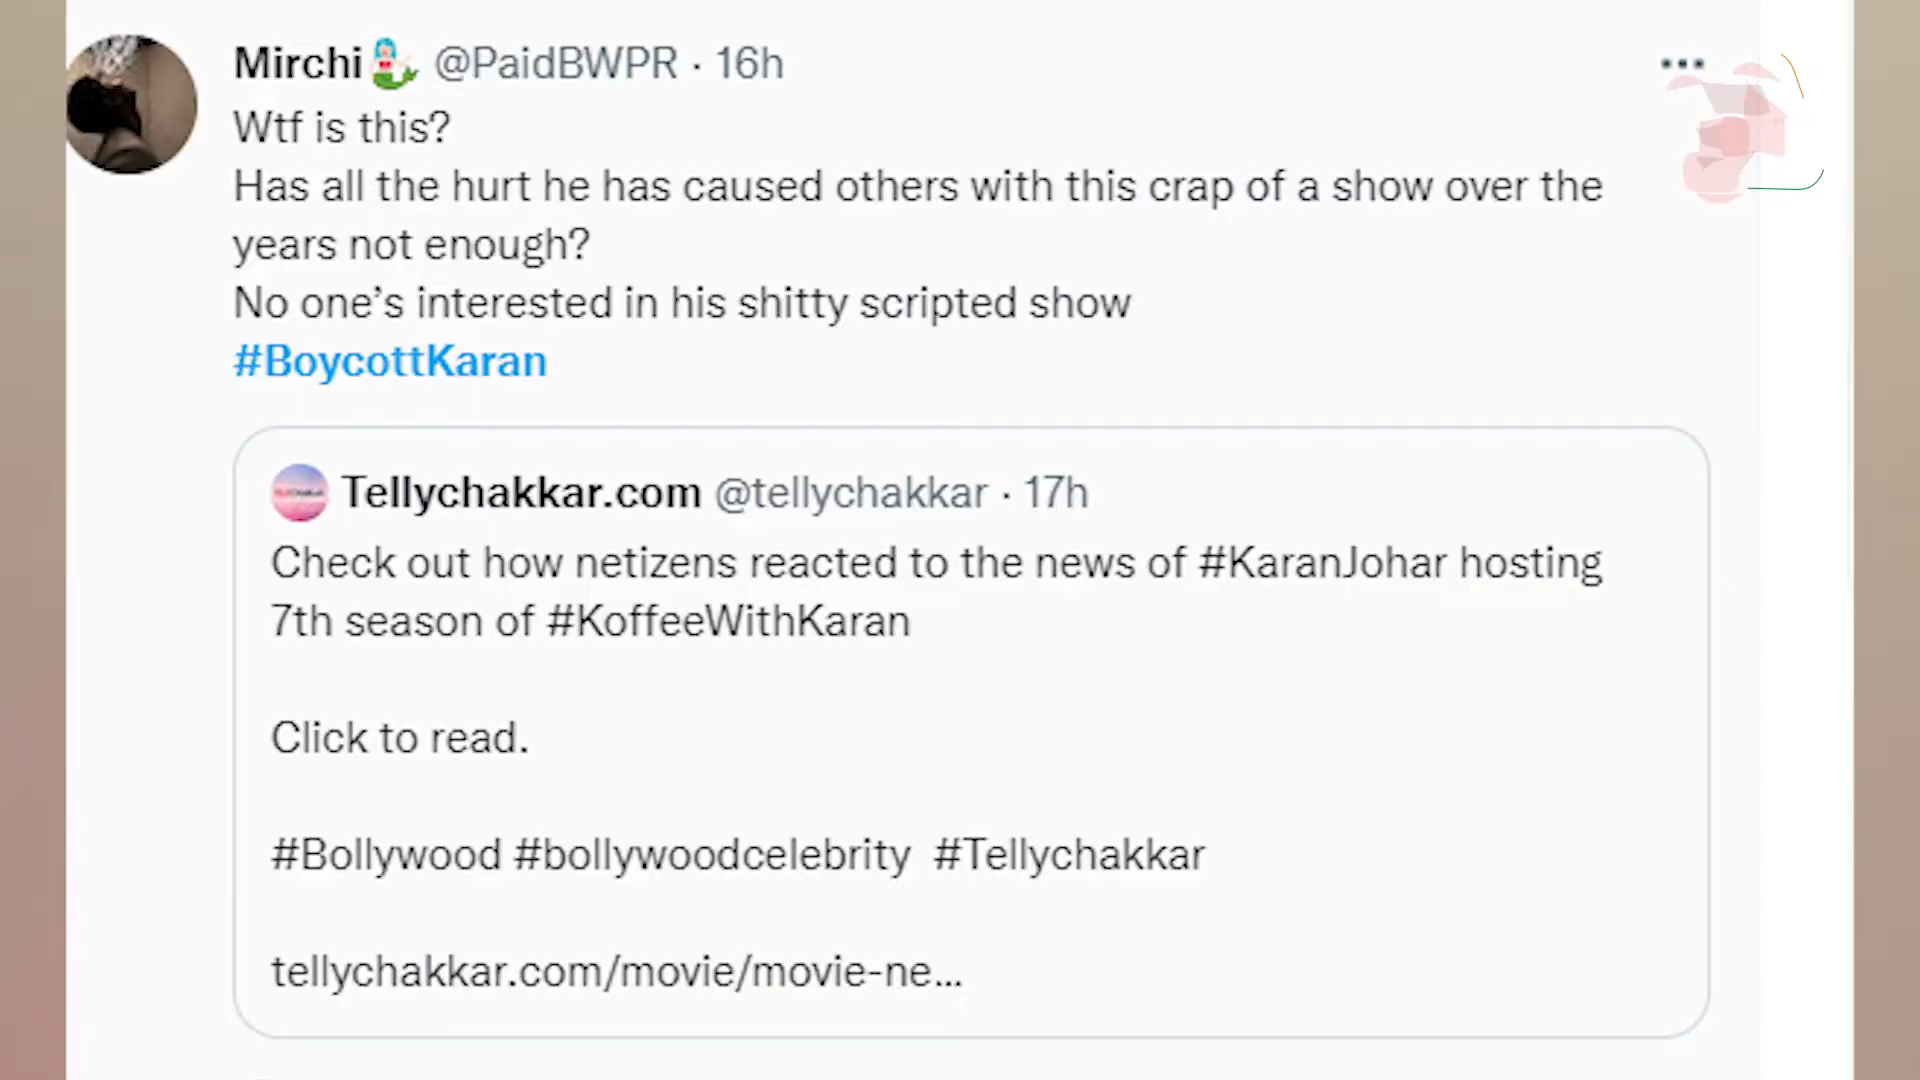 Mirchi🧜‍♀️ @PaidBWPR · 16h
Wtf is this?
Has all the hurt he has caused others with this crap of a show over the
years not enough?
No one’s interested in his shitty scripted show
#BoycottKaran
Tellychakkar.com @tellychakkar · 17h
Check out how netizens reacted to the news of #KaranJohar hosting
7th season of #KoffeeWithKaran
Click to read.
#Bollywood #bollywoodcelebrity #Tellychakkar
tellychakkar.com/movie/movie-ne...